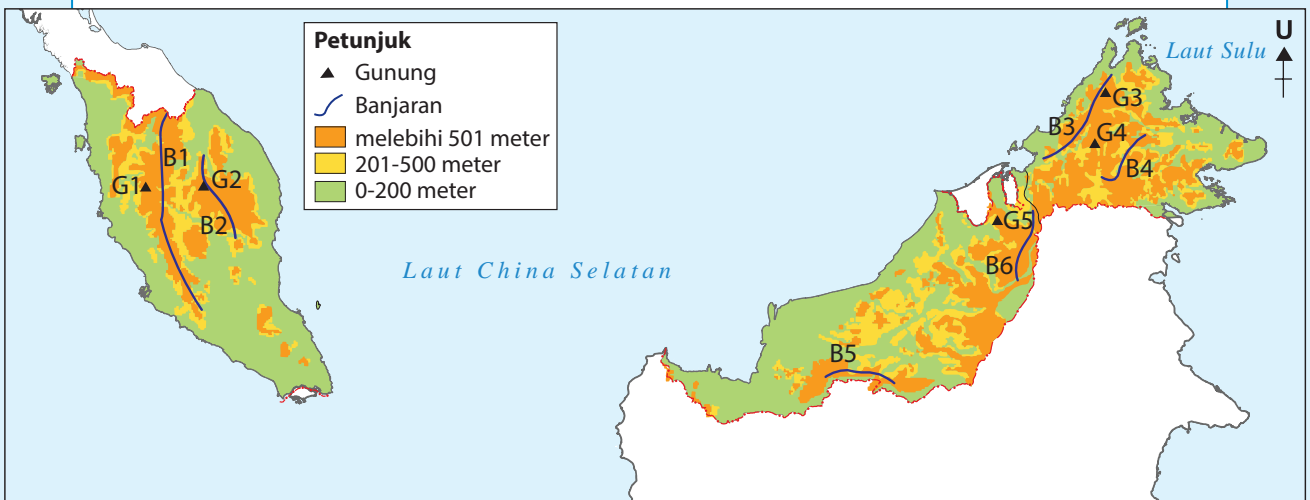 Petunjuk
Gunung
Banjaran
melebihi 501 meter
201-500 meter
0-200 meter
U
Laut Sulu
G3
B3
G4
B4
B1
G1
G2
B2
G5
B6
Laut China Selatan
B5